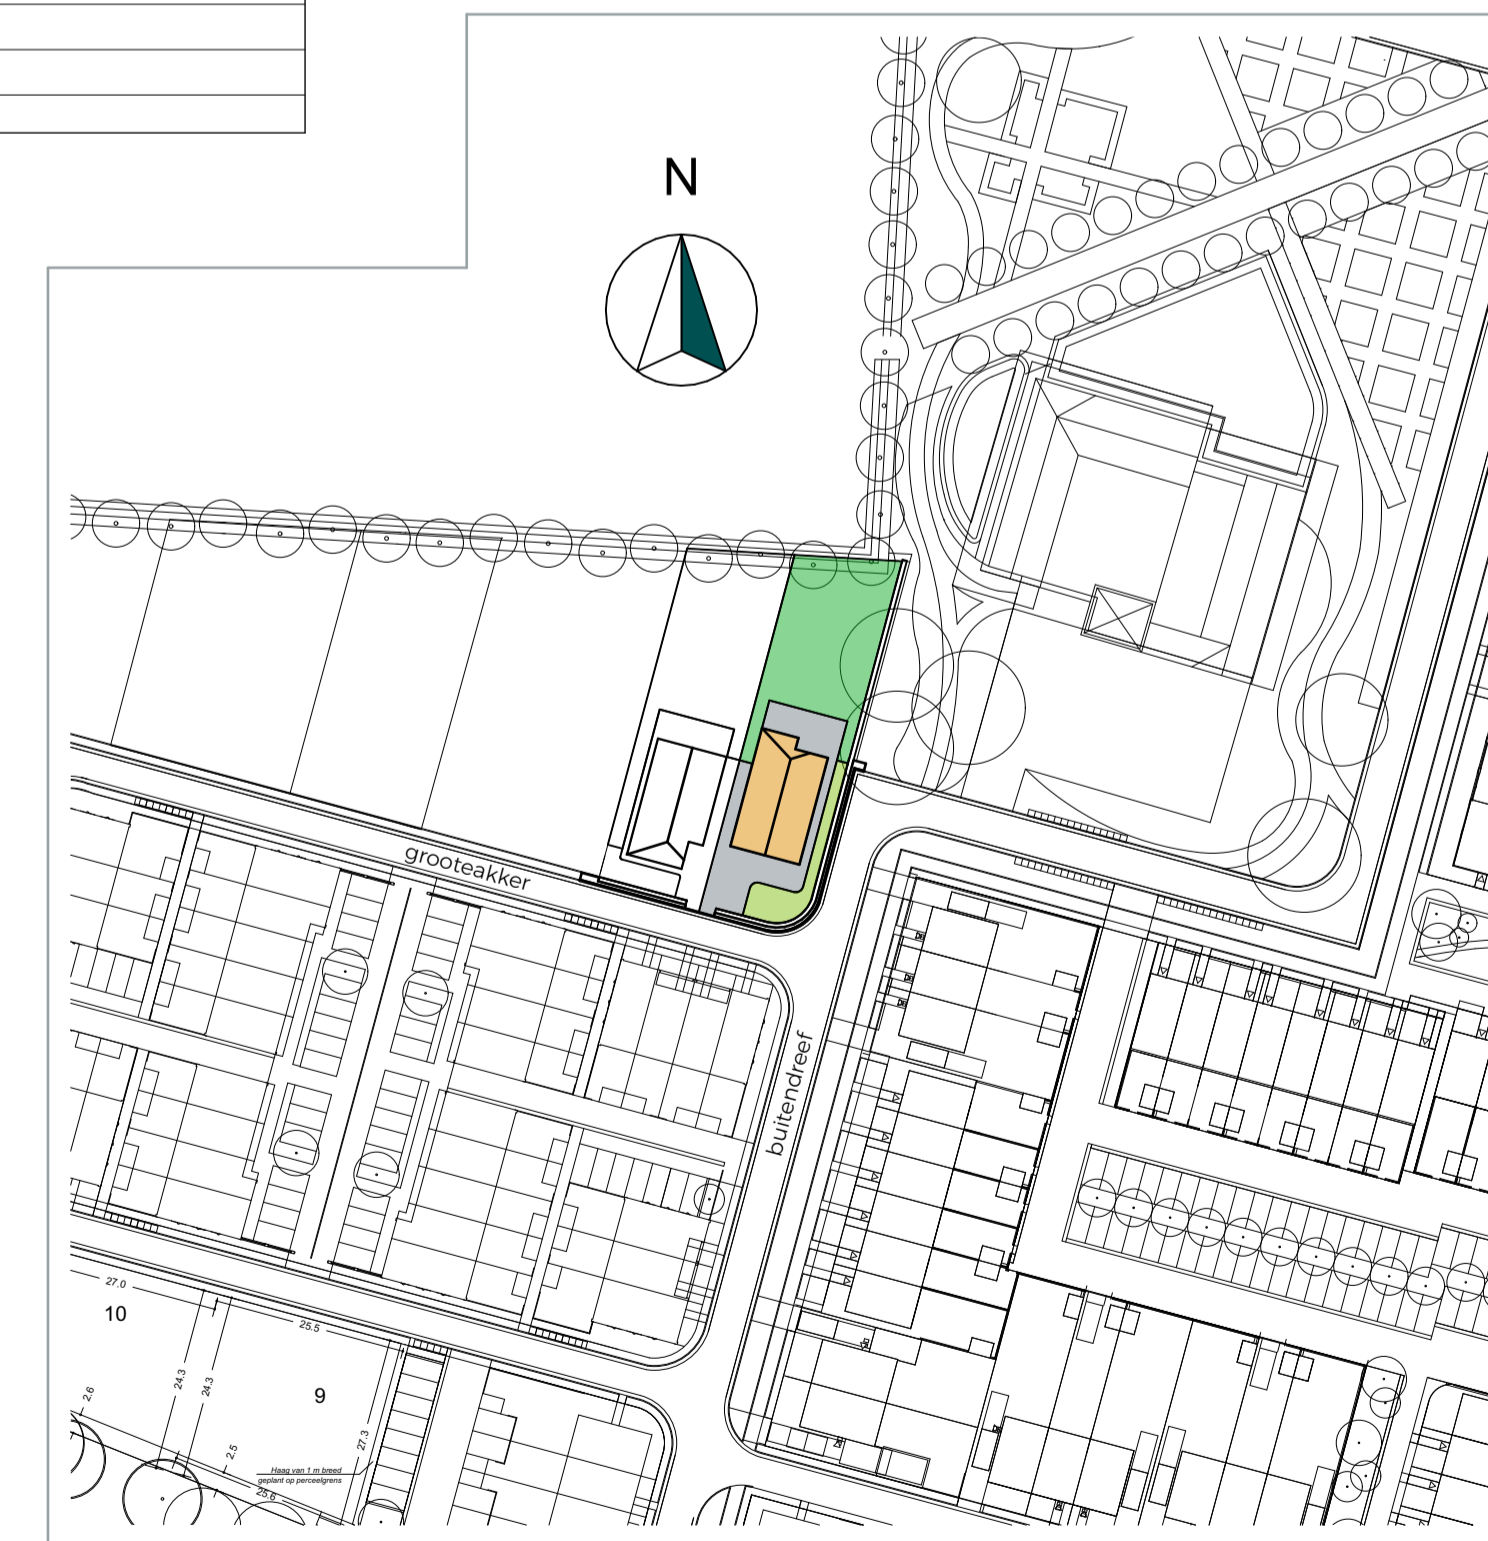 N
grooteakker
buitendreef
27.0
10
25.5
24.3
24.3
9
2.6
27.3
2.5
Haag van 1 m breed
geplant op perceelgrens
25.6